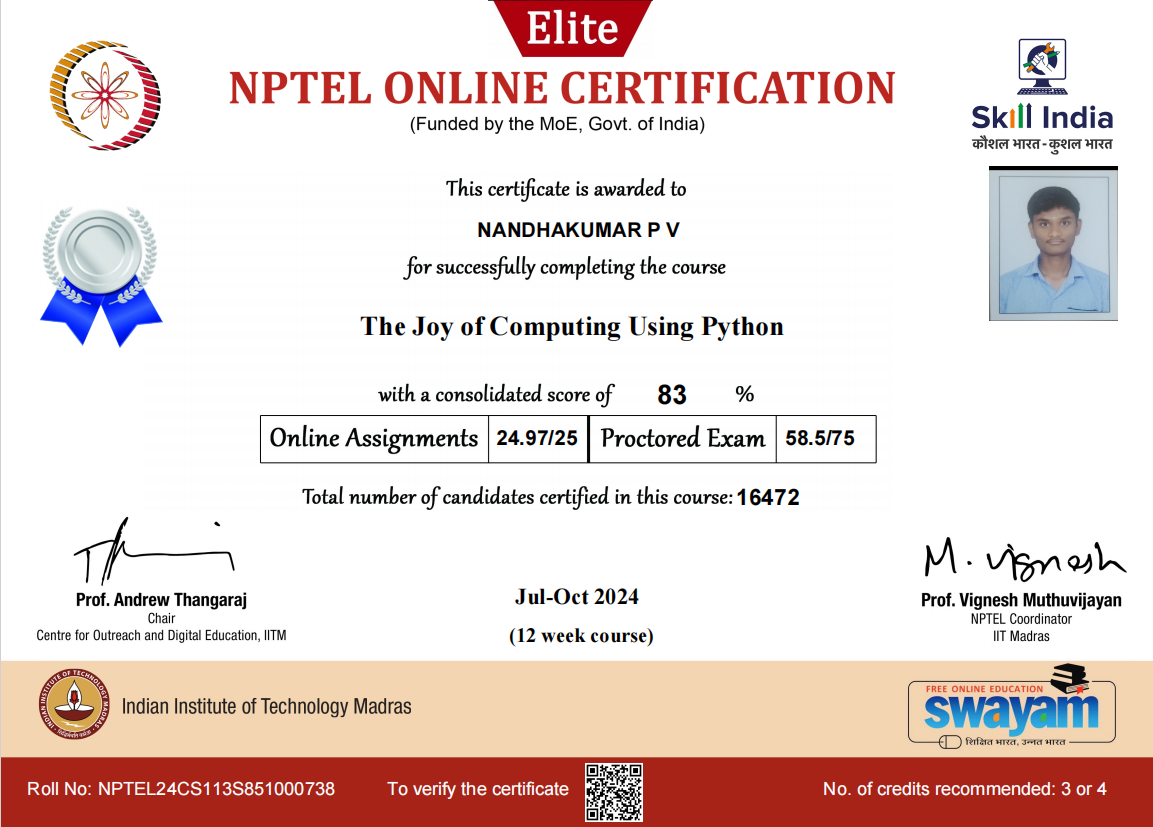 Elite
NPTEL ONLINE CERTIFICATION
(Funded by the MoE, Govt. of India)
Skill India
कौशल भारत - कुशल भारत
This certificate is awarded to
NANDHAKUMAR P V
for successfully completing the course
The Joy of Computing Using Python
with a consolidated score of 83 %
Online Assignments 24.97/25 Proctored Exam 58.5/75
Total number of candidates certified in this course: 16472
Prof. Andrew Thangaraj
Chair
Centre for Outreach and Digital Education, IITM
Jul-Oct 2024
(12 week course)
M. Vignesh
Prof. Vignesh Muthuvijayan
NPTEL Coordinator
IIT Madras
INDIAN INSTITUTE OF TECHNOLOGY MADRAS
Indian Institute of Technology Madras
FREE ONLINE EDUCATION
swayam
शिक्षित भारत, उन्नत भारत
Roll No: NPTEL24CS113S851000738
To verify the certificate
No. of credits recommended: 3 or 4